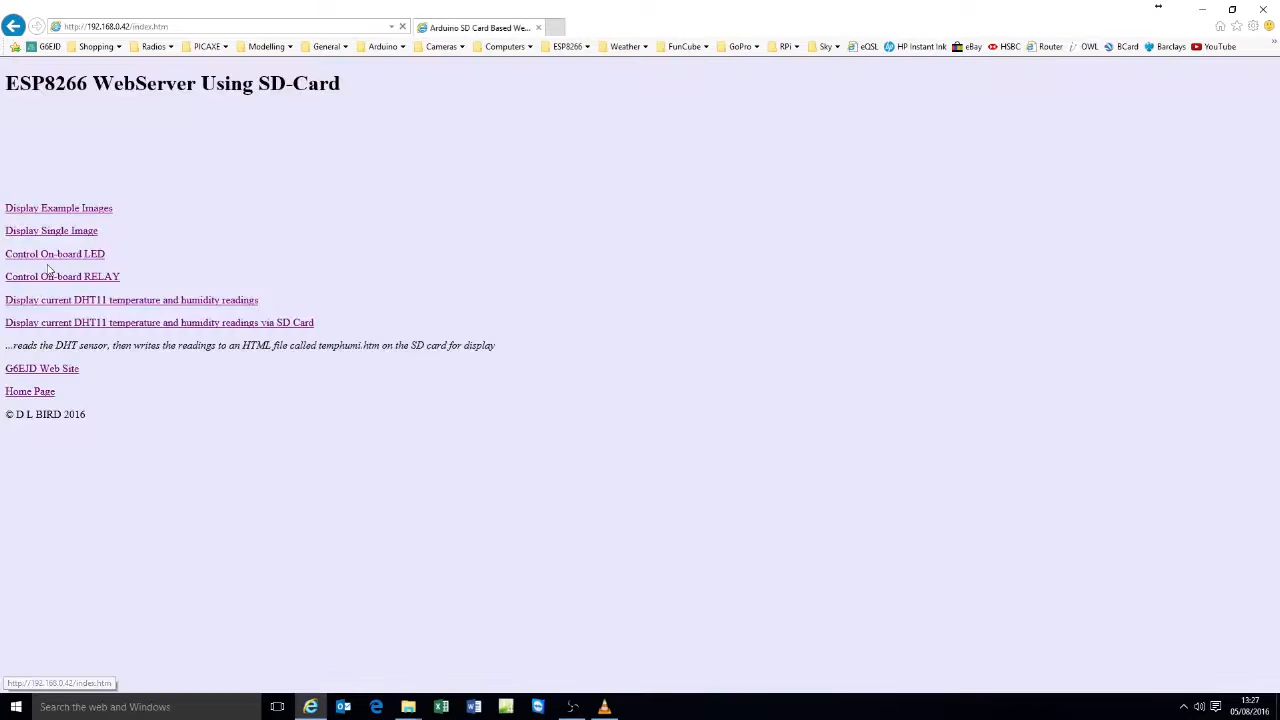 http://192.168.0.42/index.htm
Arduino SD Card Based We...
G6EJD Shopping Radios PICAXE Modelling General Arduino Cameras Computers ESP8266 Weather FunCube GoPro RPi Sky eQSL HP Instant Ink eBay HSBC Router OWL BCard Barclays YouTube
ESP8266 WebServer Using SD-Card
Display Example Images
Display Single Image
Control On-board LED
Control On-board RELAY
Display current DHT11 temperature and humidity readings
Display current DHT11 temperature and humidity readings via SD Card
...reads the DHT sensor, then writes the readings to an HTML file called temphumi.htm on the SD card for display
G6EJD Web Site
Home Page
© D L BIRD 2016
http://192.168.0.42/index.htm
Search the web and Windows
13:27
05/08/2016